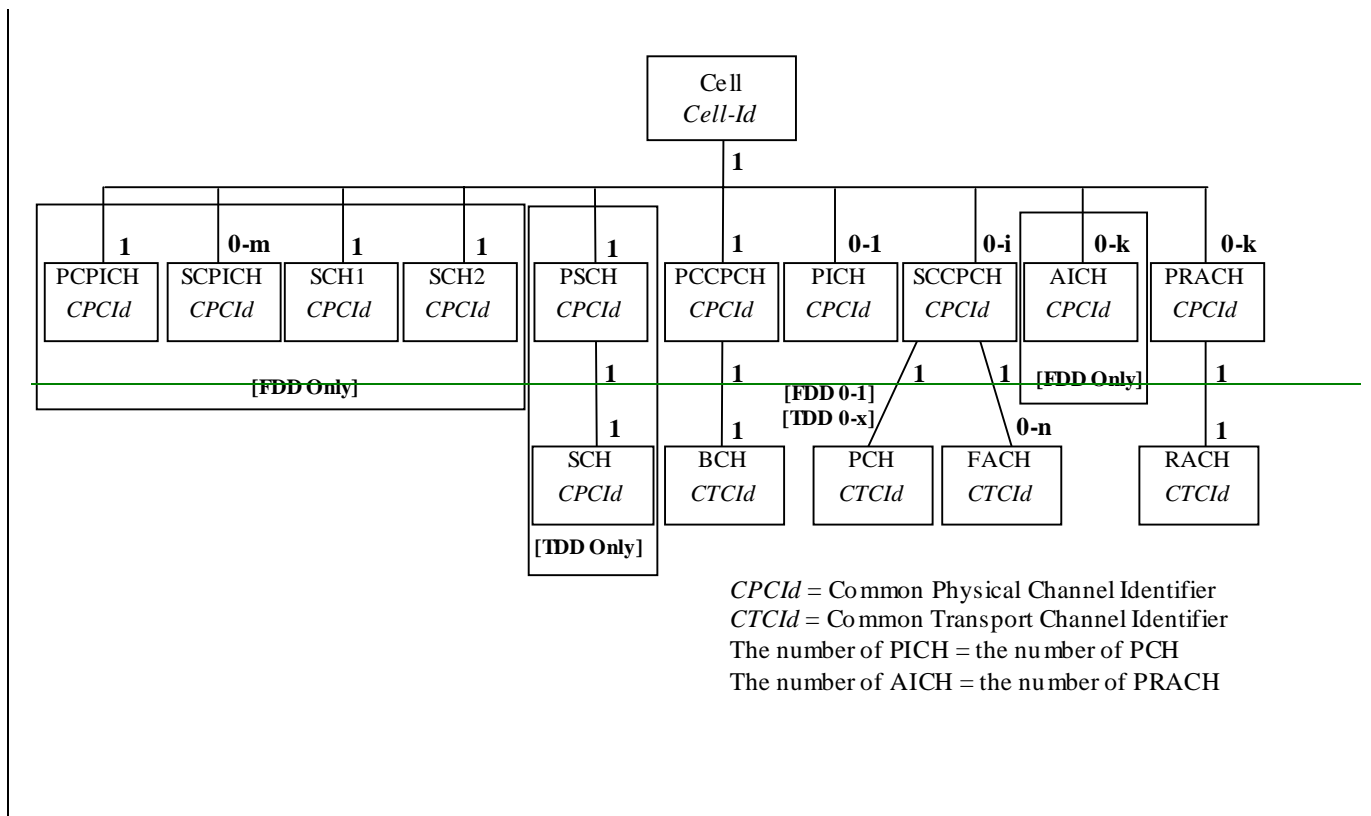 Cell
Cell-Id
1
1 0-m 1 1 1 1 0-1 0-i 0-k 0-k
PCPICH SCPICH SCH1 SCH2 PSCH PCCPCH PICH SCCPCH AICH PRACH
CPCId CPCId CPCId CPCId CPCId CPCId CPCId CPCId CPCId CPCId
1 1 1 1 1
[FDD Only] [FDD 0-1] [FDD Only]
[TDD 0-x]
1 1 0-n 1
SCH BCH PCH FACH RACH
CPCId CTCId CTCId CTCId CTCId
[TDD Only]
CPCId = Common Physical Channel Identifier
CTCId = Common Transport Channel Identifier
The number of PICH = the number of PCH
The number of AICH = the number of PRACH